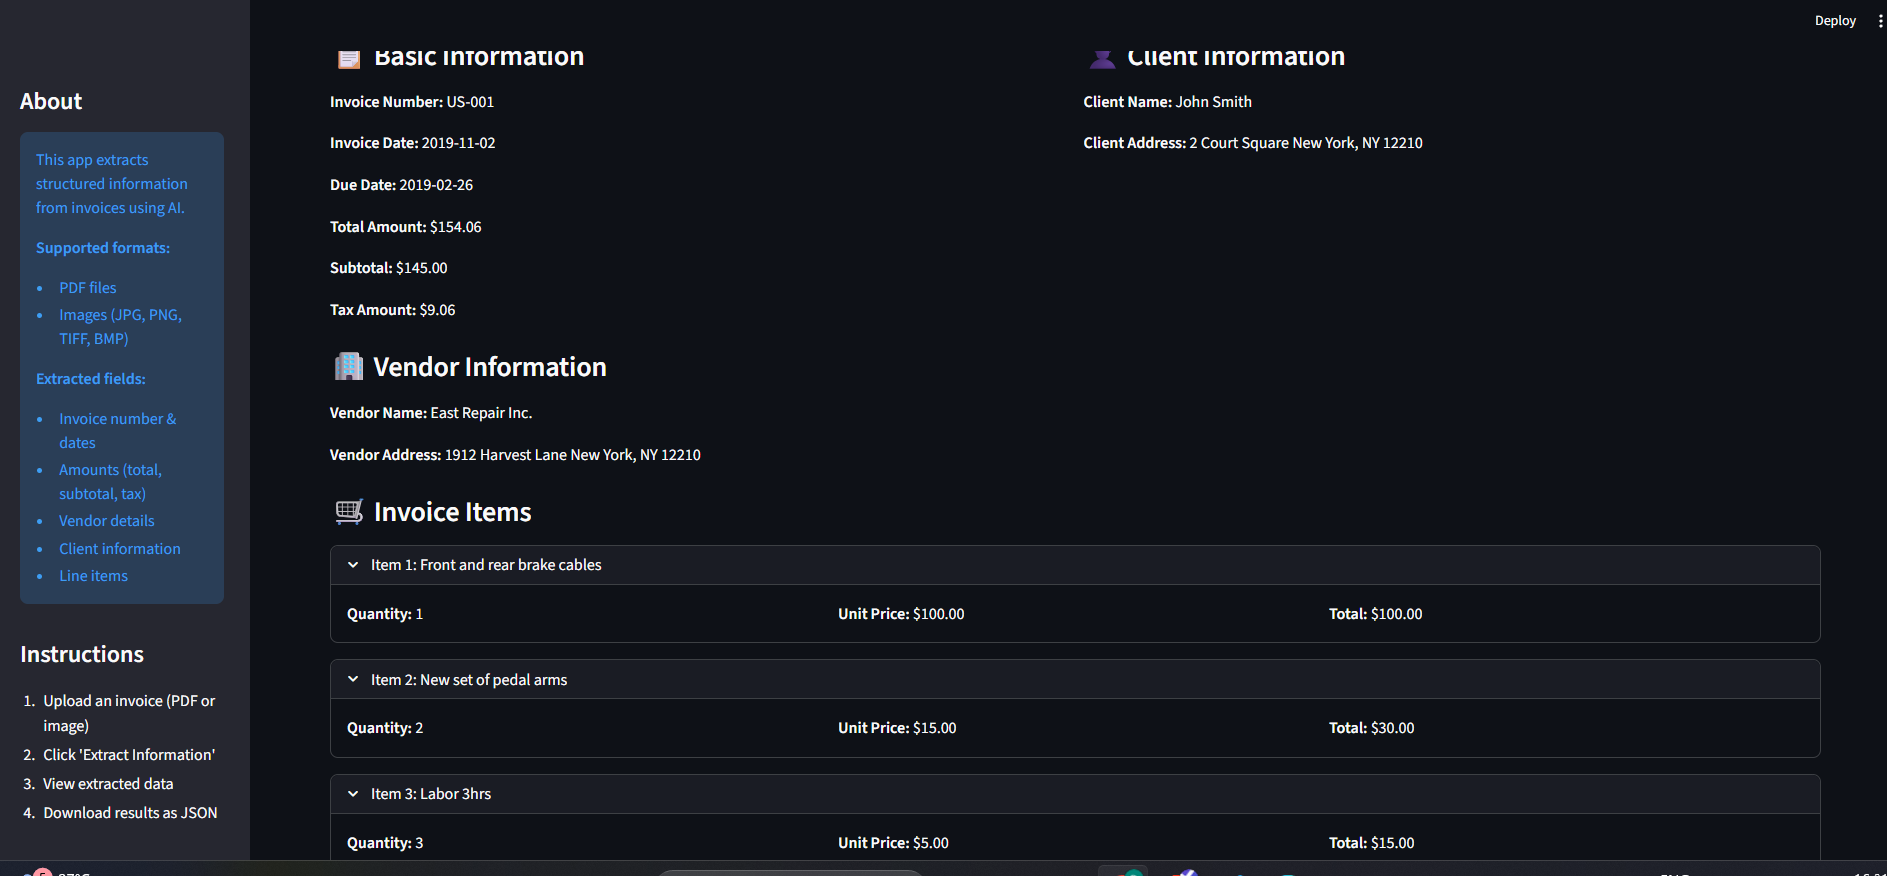 Deploy
About
This app extracts
structured information
from invoices using AI.
Supported formats:
PDF files
Images (JPG, PNG,
TIFF, BMP)
Extracted fields:
Invoice number &
dates
Amounts (total,
subtotal, tax)
Vendor details
Client information
Line items
Instructions
1. Upload an invoice (PDF or
image)
2. Click 'Extract Information'
3. View extracted data
4. Download results as JSON
Basic Information
Invoice Number: US-001
Invoice Date: 2019-11-02
Due Date: 2019-02-26
Total Amount: $154.06
Subtotal: $145.00
Tax Amount: $9.06
Client Information
Client Name: John Smith
Client Address: 2 Court Square New York, NY 12210
Vendor Information
Vendor Name: East Repair Inc.
Vendor Address: 1912 Harvest Lane New York, NY 12210
Invoice Items
Item 1: Front and rear brake cables
Quantity: 1 Unit Price: $100.00 Total: $100.00
Item 2: New set of pedal arms
Quantity: 2 Unit Price: $15.00 Total: $30.00
Item 3: Labor 3hrs
Quantity: 3 Unit Price: $5.00 Total: $15.00